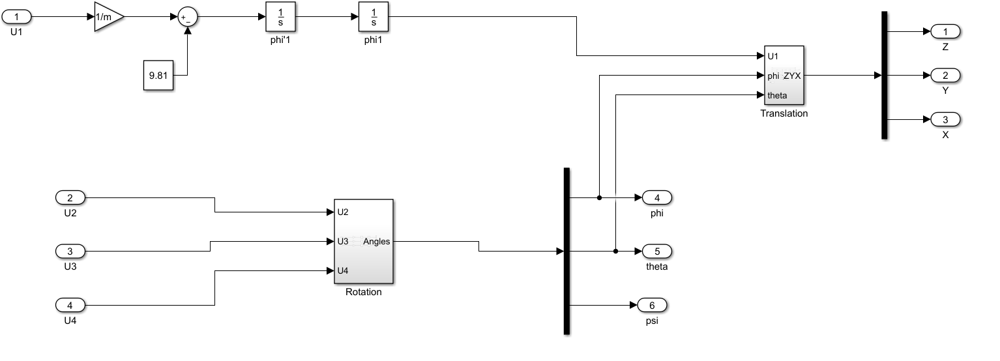 1
U1
1/m
+
−
1
s
phi'1
1
s
phi1
9.81
U1
phi
ZYX
theta
Translation
1
Z
2
Y
3
X
2
U2
3
U3
4
U4
U2
U3
Angles
U4
Rotation
4
phi
5
theta
6
psi